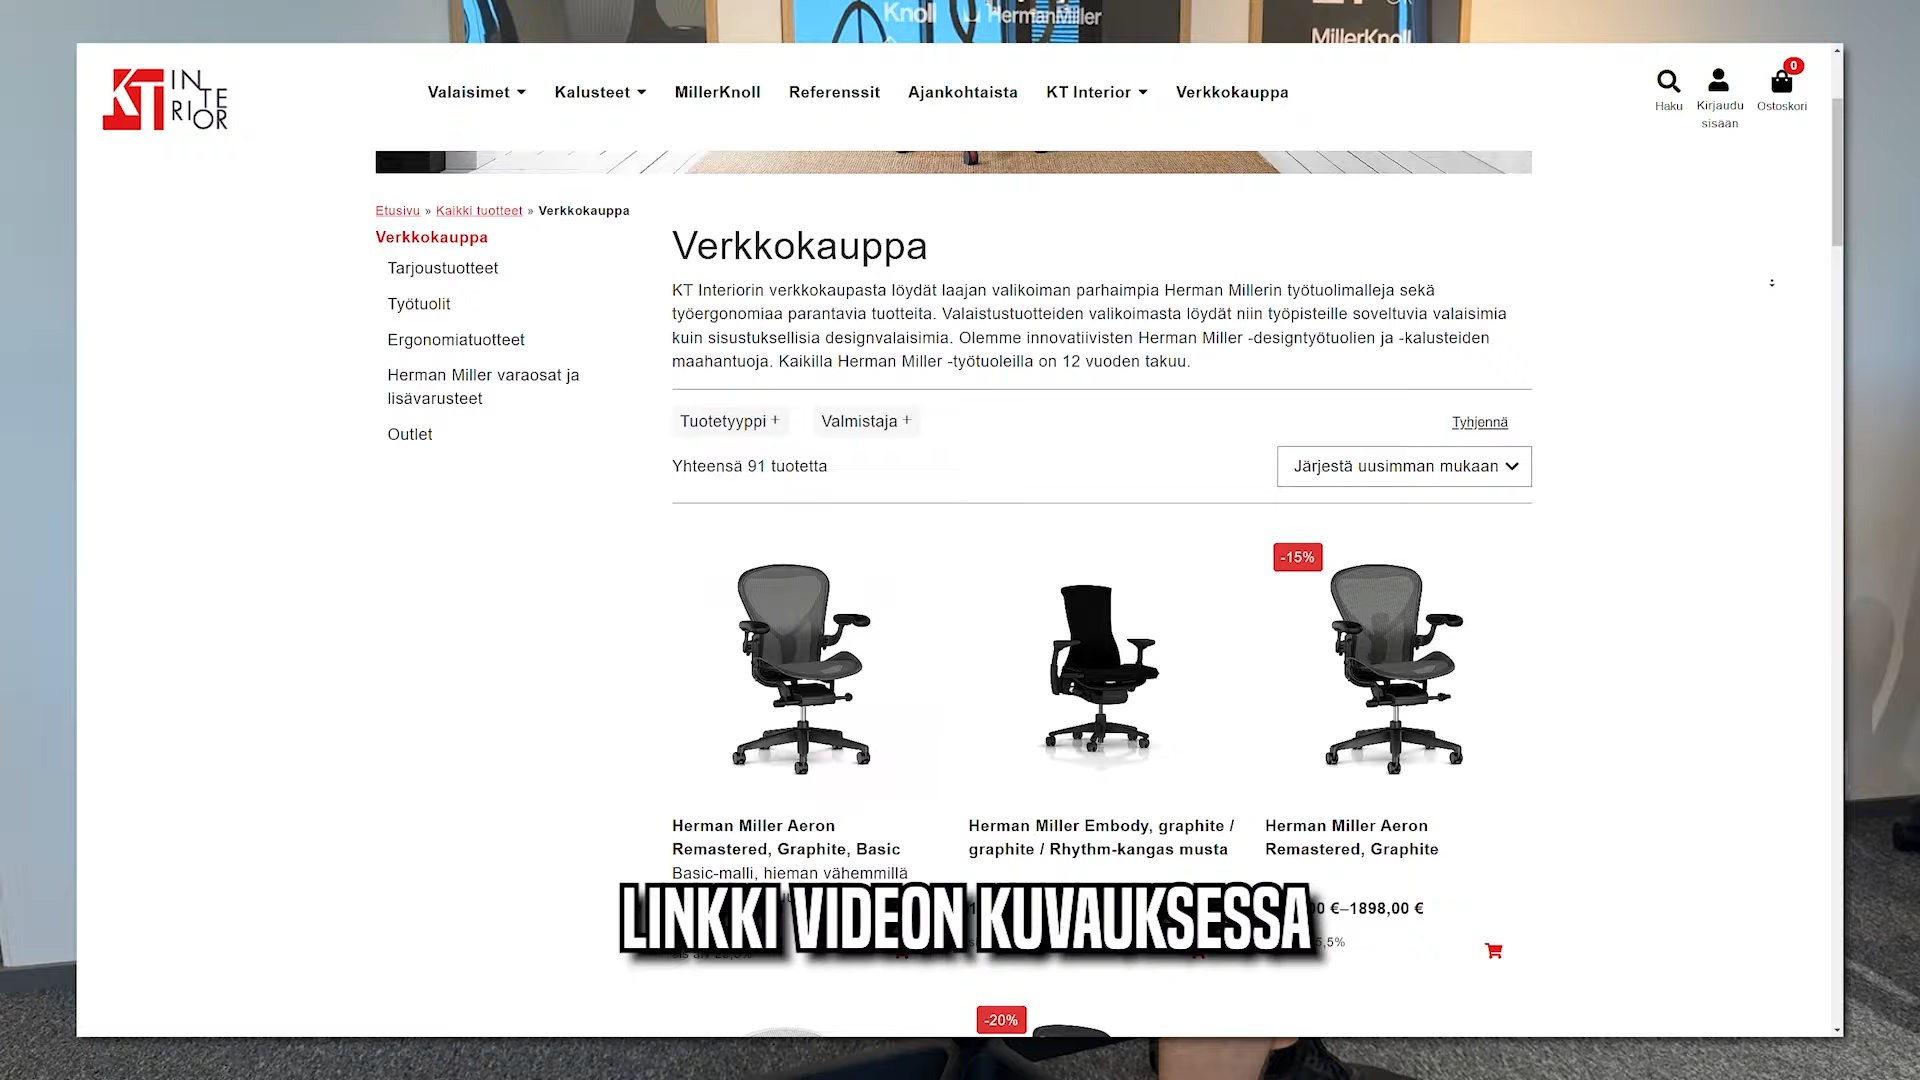 Knoll HermanMiller
MillerKnoll
KT INTERIOR
Valaisimet
Kalusteet
MillerKnoll
Referenssit
Ajankohtaista
KT Interior
Verkkokauppa
Haku
Kirjaudu
sisään
0
Ostoskori
Etusivu » Kaikki tuotteet » Verkkokauppa
Verkkokauppa
Tarjoustuotteet
Työtuolit
Ergonomiatuotteet
Herman Miller varaosat ja
lisävarusteet
Outlet
Verkkokauppa
KT Interiorin verkkokaupasta löydät laajan valikoiman parhaimpia Herman Millerin työtuolimalleja sekä
työergonomiaa parantavia tuotteita. Valaistustuotteiden valikoimasta löydät niin työpisteille soveltuvia valaisimia
kuin sisustuksellisia designvalaisimia. Olemme innovatiivisten Herman Miller -designtyötuolien ja -kalusteiden
maahantuoja. Kaikilla Herman Miller -työtuoleilla on 12 vuoden takuu.
Tuotetyyppi +
Valmistaja +
Tyhjennä
Yhteensä 91 tuotetta
Järjestä uusimman mukaan
-15%
Herman Miller Aeron
Remastered, Graphite, Basic
Basic-malli, hieman vähemmillä
Herman Miller Embody, graphite /
graphite / Rhythm-kangas musta
Herman Miller Aeron
Remastered, Graphite
€–1898,00 €
5,5%
LINKKI VIDEON KUVAUKSESSA
-20%